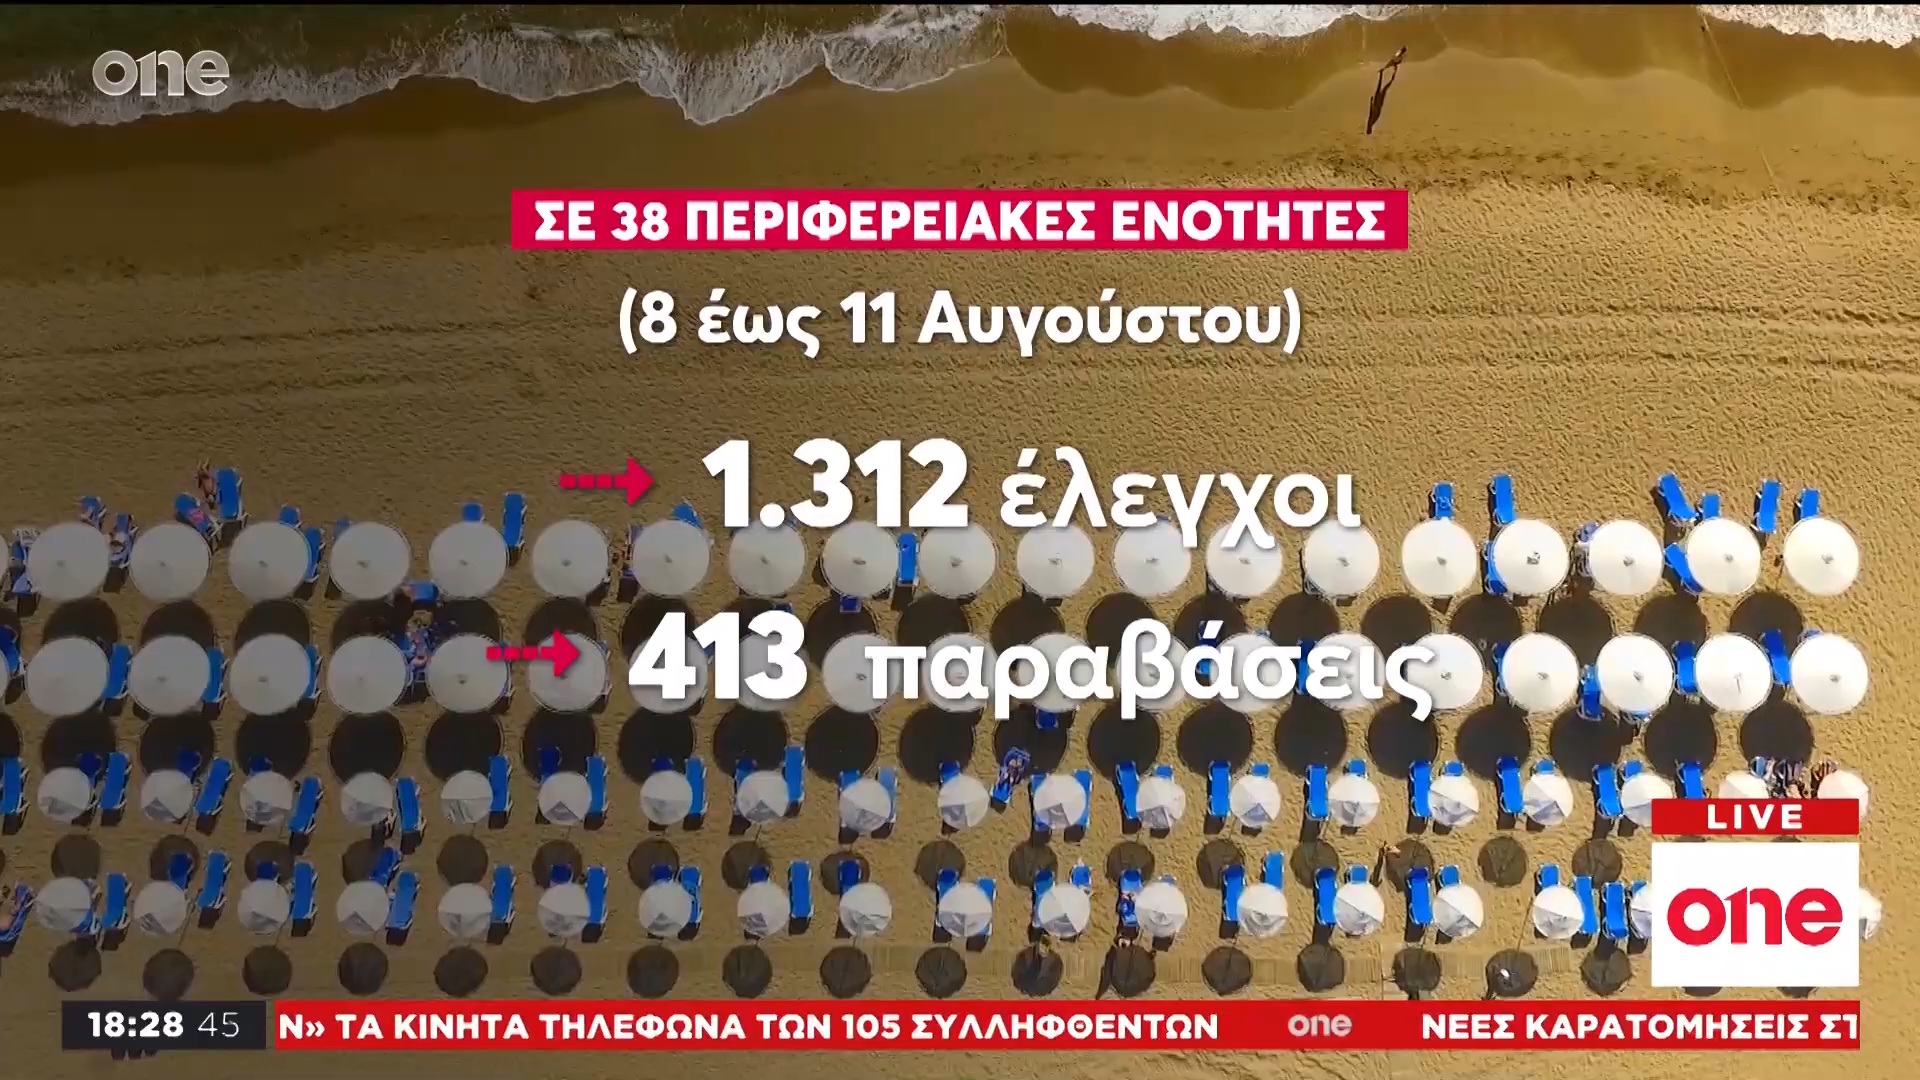 one
ΣΕ 38 ΠΕΡΙΦΕΡΕΙΑΚΕΣ ΕΝΟΤΗΤΕΣ
(8 έως 11 Αυγούστου)
1.312 έλεγχοι
413 παραβάσεις
LIVE
one
18:28 45
Ν» ΤΑ ΚΙΝΗΤΑ ΤΗΛΕΦΩΝΑ ΤΩΝ 105 ΣΥΛΛΗΦΘΕΝΤΩΝ one ΝΕΕΣ ΚΑΡΑΤΟΜΗΣΕΙΣ ΣΤ